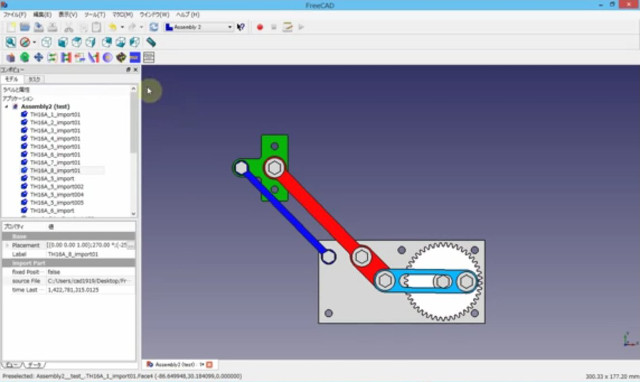 FreeCAD
ファイル(F) 編集(E) 表示(V) ツール(T) マクロ(M) ウィンドウ(W) ヘルプ(H)
Assembly 2
コンボビュー
モデル タスク
ラベルと属性
アプリケーション
Assembly2 (test)
TH16A_1_import01
TH16A_2_import01
TH16A_3_import01
TH16A_4_import01
TH16A_5_import01
TH16A_6_import01
TH16A_7_import01
TH16A_8_import01
TH16A_5_import
TH16A_5_import002
TH16A_5_import004
TH16A_5_import005
TH16A_6_import
プロパティ 値
Base
Placement [(0.00 0.00 1.00);270.00 °;(-25
Label TH16A_8_import01
Import Part
fixed Positi... false
source File C:/Users/cad1919/Desktop/Fr
time Last ... 1,422,781,315.0125
ビュー データ
Assembly2 (test) : 1
Preselected: Assembly2__test_.TH16A_1_import01.Face4 (-86.649948,30.184099,0.000000)
300.33 x 177.20 mm